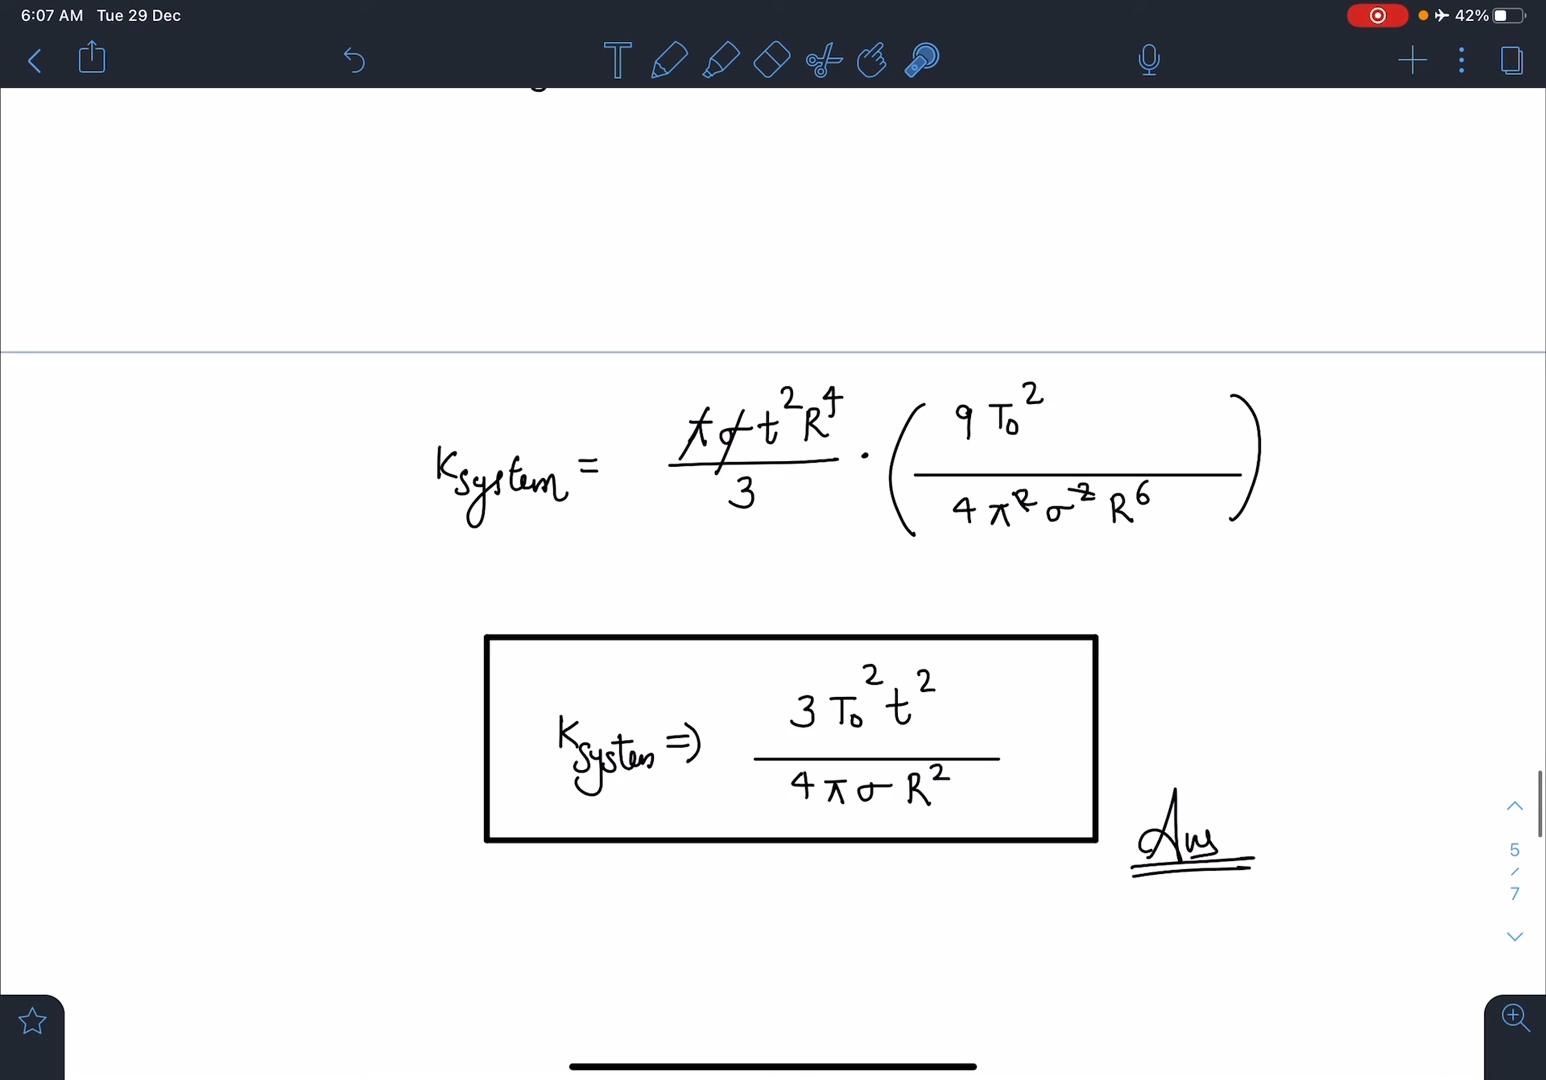 6:07 AM Tue 29 Dec
42%
T
K_system = (π σ t² R⁴)/3 · (9 T₀² / 4 π² σ² R⁶)
K_system ⇒ 3 T₀² t² / 4 π σ R²
Ans
5
/
7